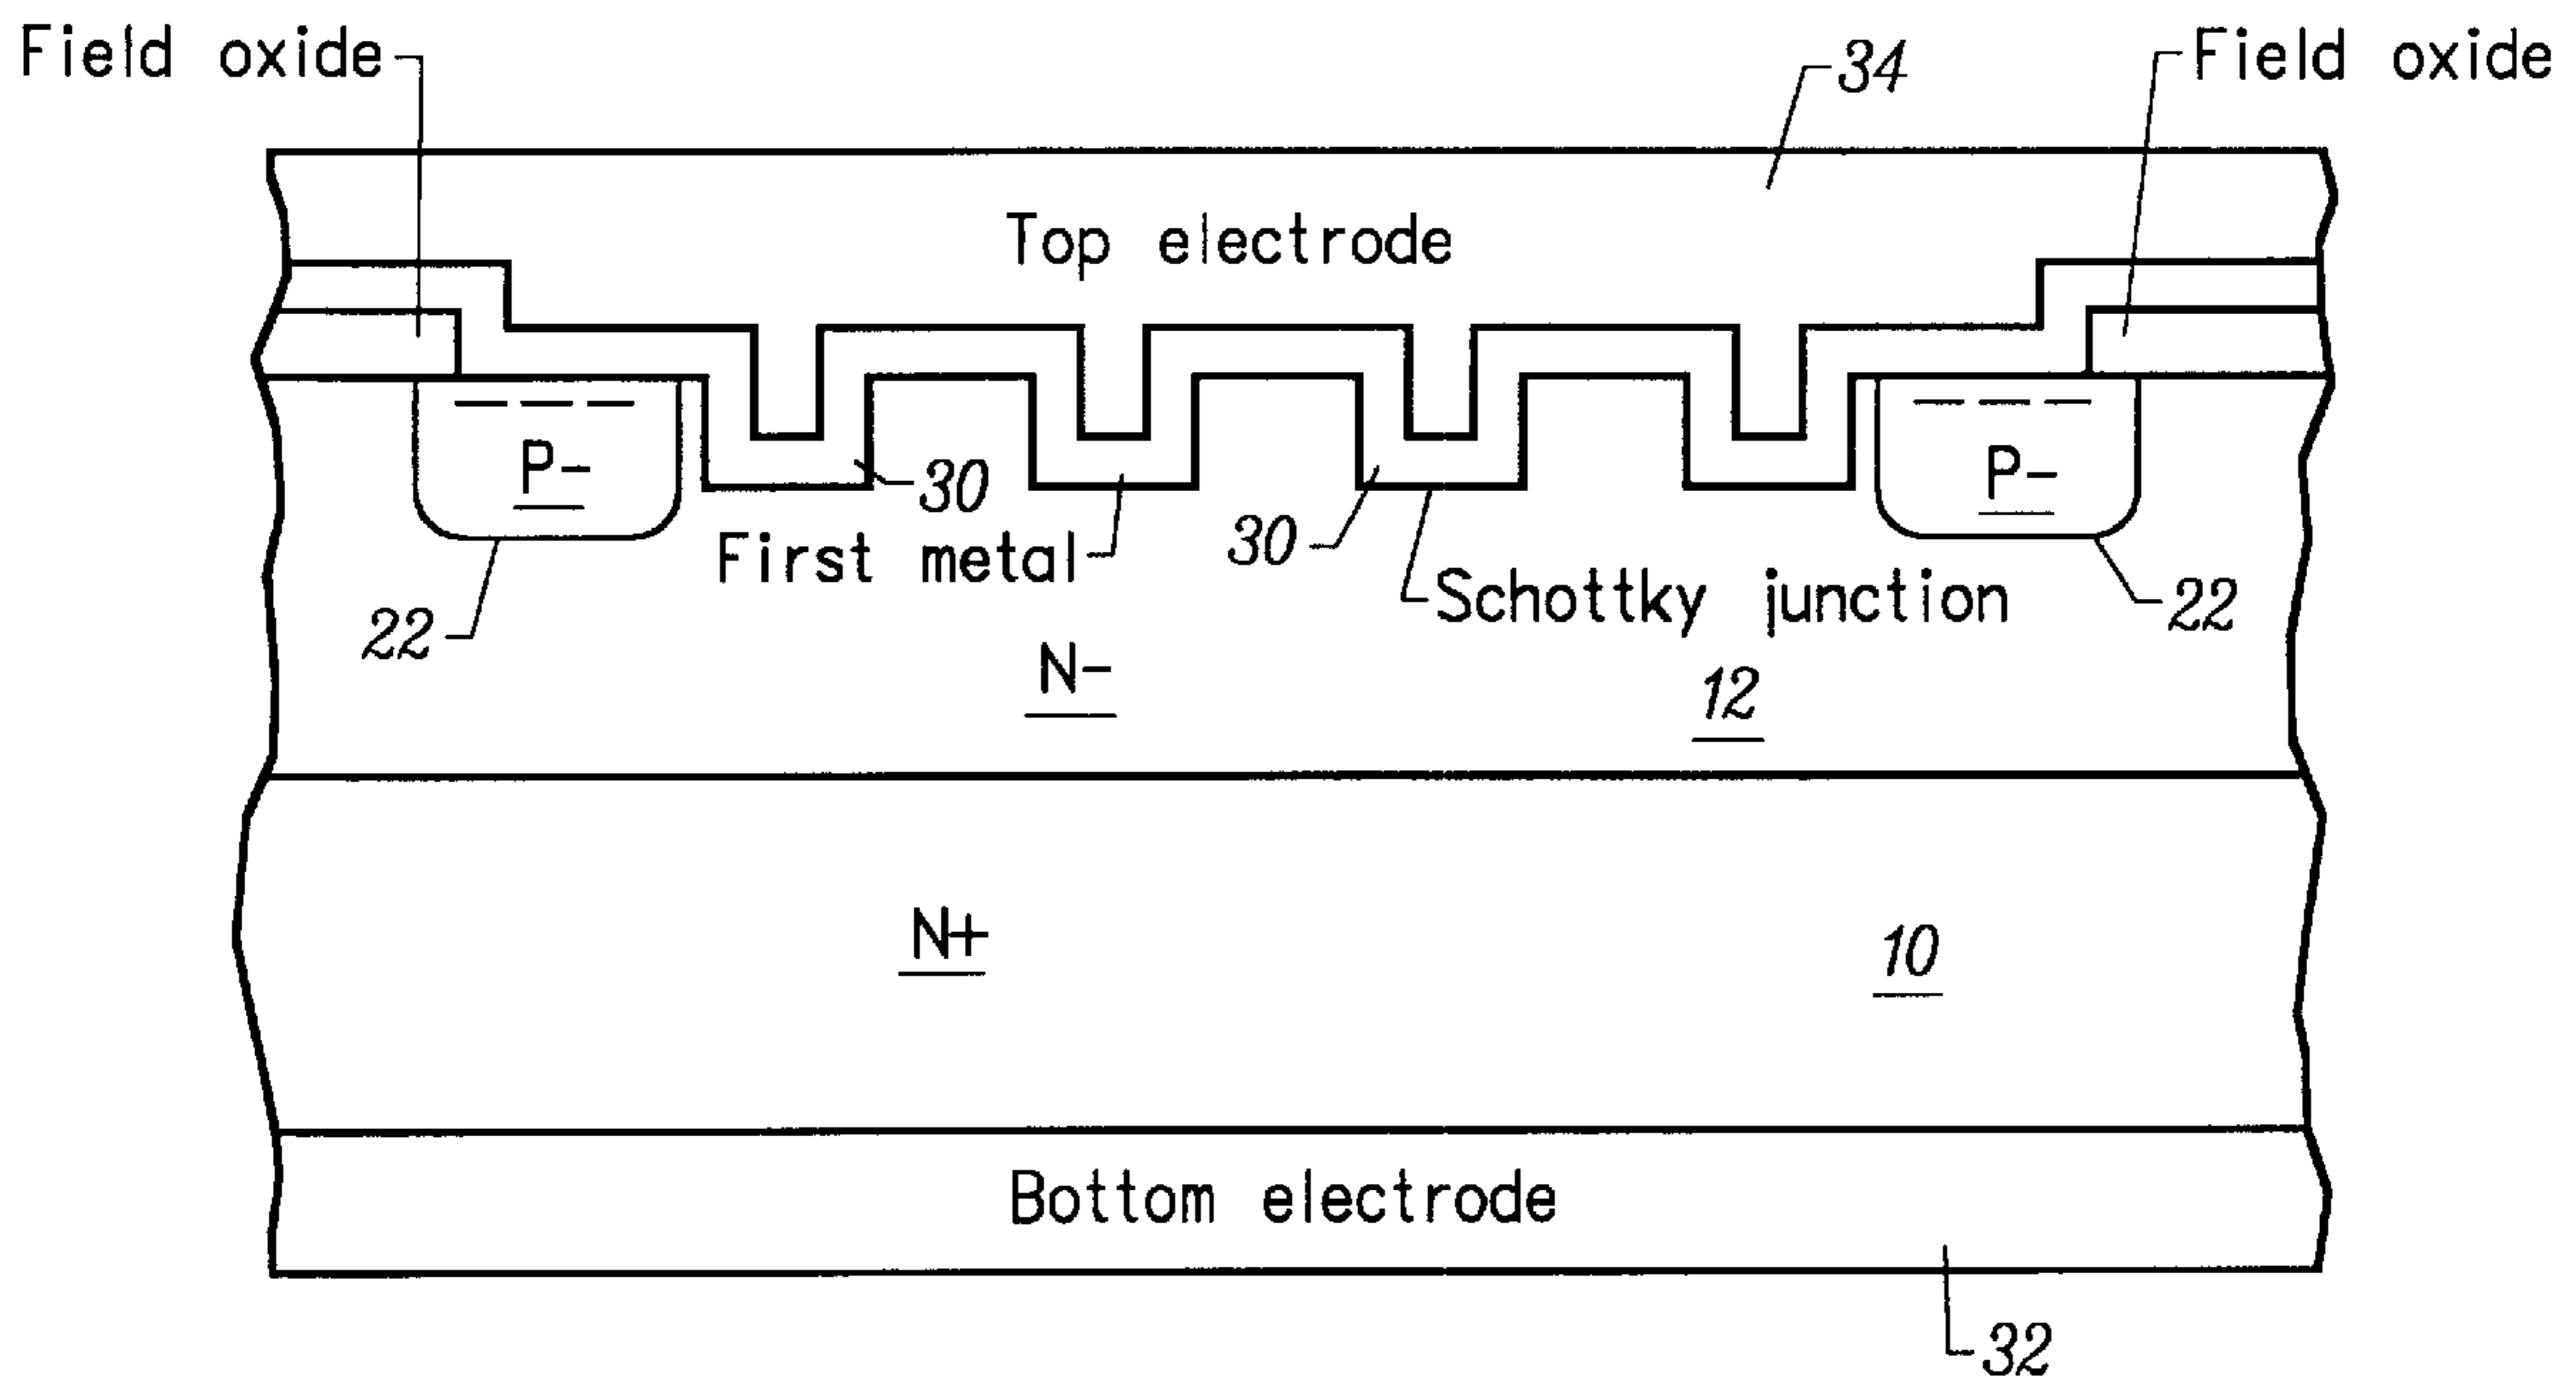 Field oxide
34
Field oxide
Top electrode
P-
30
First metal
30
Schottky junction
P-
22
22
N-
12
N+
10
Bottom electrode
32